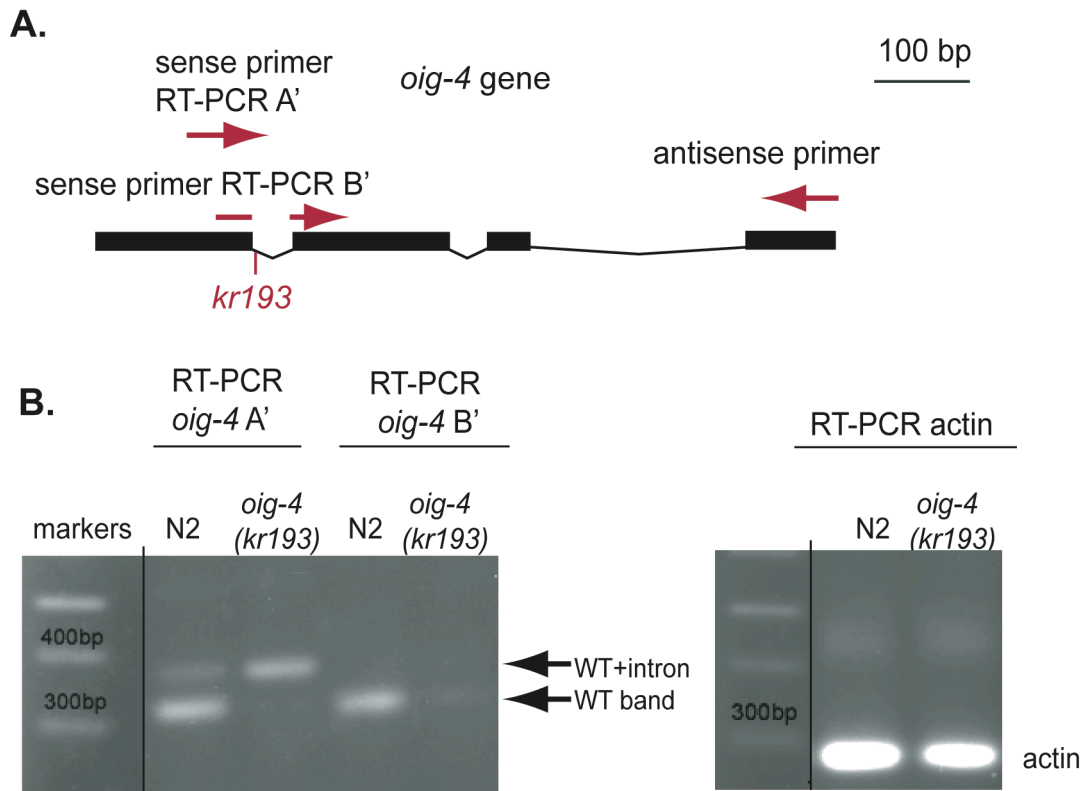 A.
sense primer
RT-PCR A’
oig-4 gene
100 bp
antisense primer
sense primer RT-PCR B’
kr193
B.
RT-PCR
oig-4 A’
RT-PCR
oig-4 B’
RT-PCR actin
markers
N2
oig-4
(kr193)
N2
oig-4
(kr193)
N2
oig-4
(kr193)
400bp
300bp
WT+intron
WT band
300bp
actin